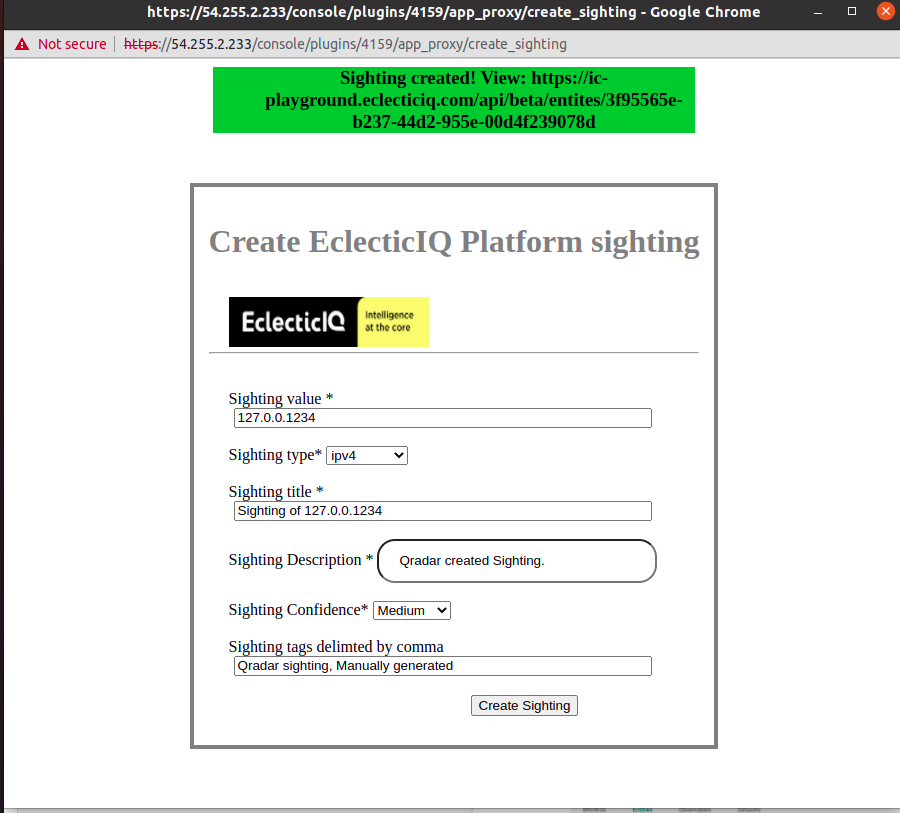 https://54.255.2.233/console/plugins/4159/app_proxy/create_sighting - Google Chrome
Not secure | https://54.255.2.233/console/plugins/4159/app_proxy/create_sighting
Sighting created! View: https://ic-
playground.eclecticiq.com/api/beta/entites/3f95565e-
b237-44d2-955e-00d4f239078d
Create EclecticIQ Platform sighting
EclecticIQ
Intelligence
at the core
Sighting value *
127.0.0.1234
Sighting type* ipv4
Sighting title *
Sighting of 127.0.0.1234
Sighting Description * Qradar created Sighting.
Sighting Confidence* Medium
Sighting tags delimted by comma
Qradar sighting, Manually generated
Create Sighting